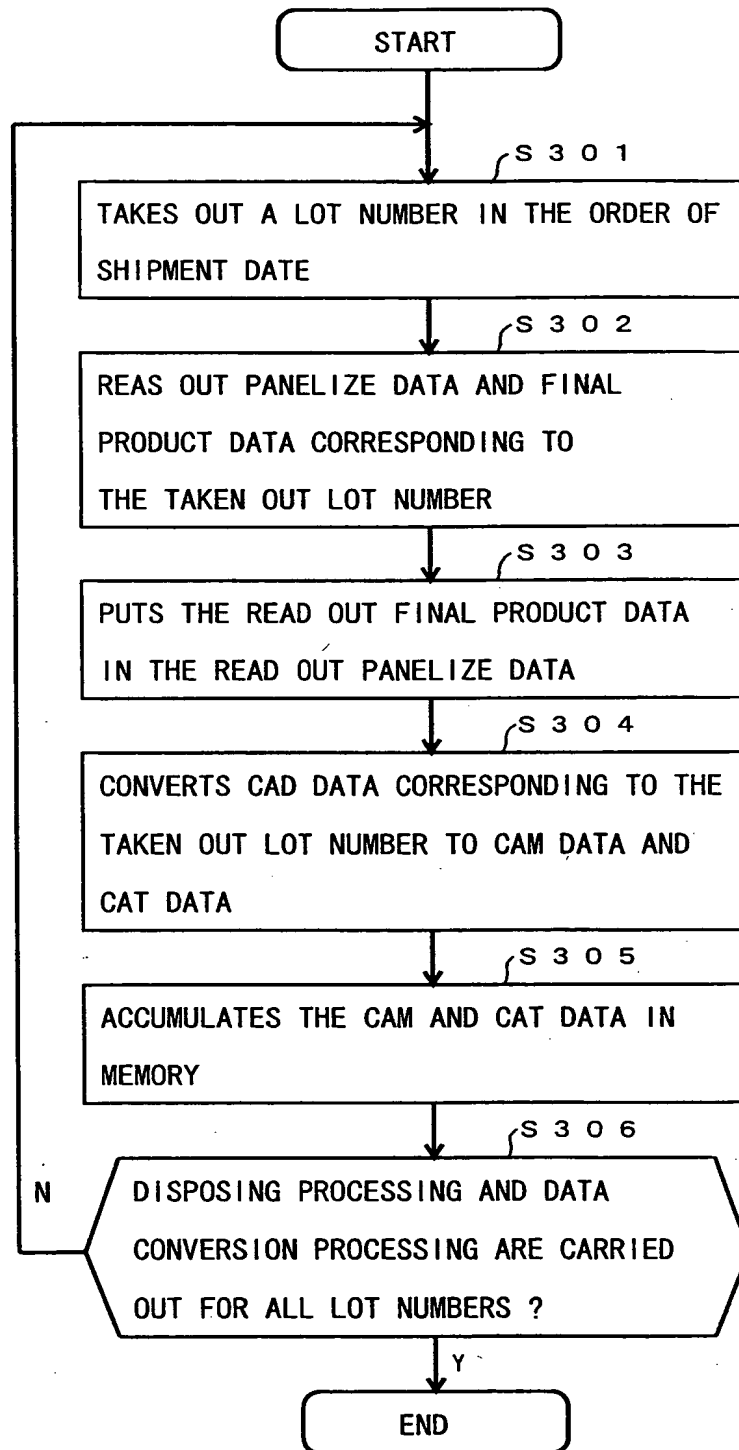 START
S301
TAKES OUT A LOT NUMBER IN THE ORDER OF
SHIPMENT DATE
S302
REAS OUT PANELIZE DATA AND FINAL
PRODUCT DATA CORRESPONDING TO
THE TAKEN OUT LOT NUMBER
S303
PUTS THE READ OUT FINAL PRODUCT DATA
IN THE READ OUT PANELIZE DATA
S304
CONVERTS CAD DATA CORRESPONDING TO THE
TAKEN OUT LOT NUMBER TO CAM DATA AND
CAT DATA
S305
ACCUMULATES THE CAM AND CAT DATA IN
MEMORY
S306
N
DISPOSING PROCESSING AND DATA
CONVERSION PROCESSING ARE CARRIED
OUT FOR ALL LOT NUMBERS ?
Y
END